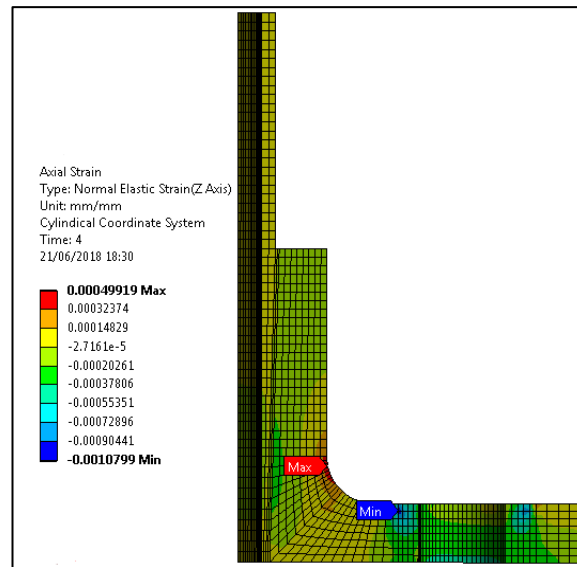 Axial Strain
Type: Normal Elastic Strain(Z Axis)
Unit: mm/mm
Cylindrical Coordinate System
Time: 4
21/06/2018 18:30
0.00049919 Max
0.00032374
0.00014829
-2.7161e-5
-0.00020261
-0.00037806
-0.00055351
-0.00072896
-0.00090441
-0.0010799 Min
Max
Min